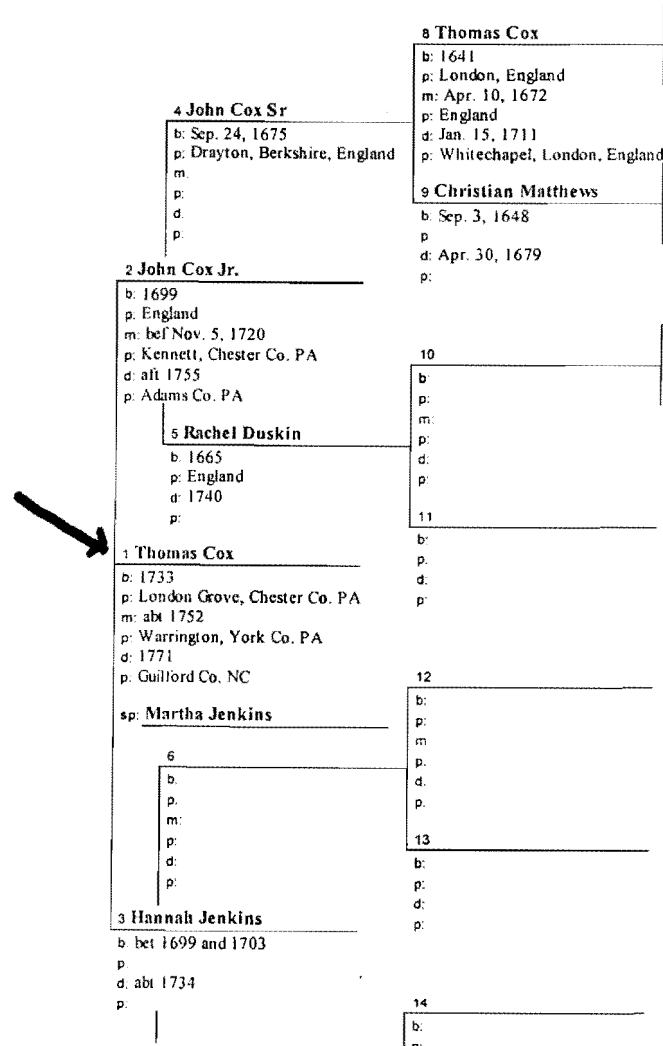 8 Thomas Cox
b: 1641
p: London, England
m: Apr. 10, 1672
p: England
d: Jan. 15, 1711
p: Whitechapel, London, England
4 John Cox Sr
b: Sep. 24, 1675
p: Drayton, Berkshire, England
m.
p:
d.
p:
9 Christian Matthews
b: Sep. 3, 1648
p
d: Apr. 30, 1679
p:
2 John Cox Jr.
b: 1699
p: England
m: bef Nov. 5, 1720
p: Kennett, Chester Co. PA
d: aft 1755
p: Adams Co. PA
10
b:
p:
m:
p:
d:
p:
5 Rachel Duskin
b. 1665
p: England
d: 1740
p:
11
b:
p.
d:
p:
1 Thomas Cox
b: 1733
p: London Grove, Chester Co. PA
m: abt 1752
p: Warrington, York Co. PA
d: 1771
p: Guilford Co. NC
sp: Martha Jenkins
12
b:
p:
m
p.
d.
p.
6
b.
p.
m:
p:
d:
p:
13
b:
p:
d:
p:
3 Hannah Jenkins
b. bet 1699 and 1703
p.
d: abt 1734
p:
14
b: